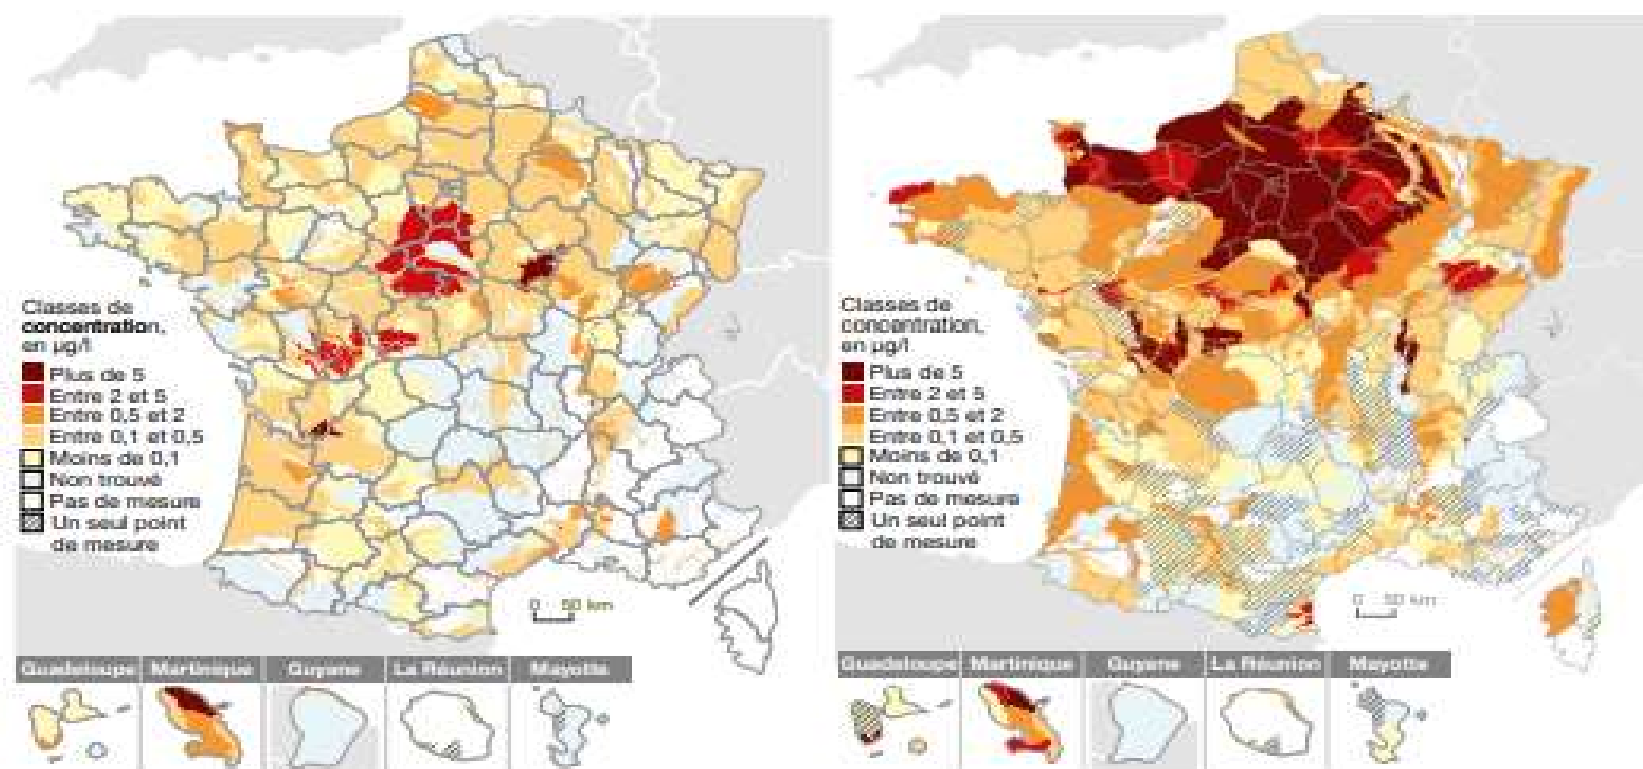 Classes de
concentration,
en µg/l
Plus de 5
Entre 2 et 5
Entre 0,5 et 2
Entre 0,1 et 0,5
Moins de 0,1
Non trouvé
Pas de mesure
Un seul point
de mesure
0 50 km
Guadeloupe Martinique Guyane La Réunion Mayotte
Classes de
concentration,
en µg/l
Plus de 5
Entre 2 et 5
Entre 0,5 et 2
Entre 0,1 et 0,5
Moins de 0,1
Non trouvé
Pas de mesure
Un seul point
de mesure
0 50 km
Guadeloupe Martinique Guyane La Réunion Mayotte